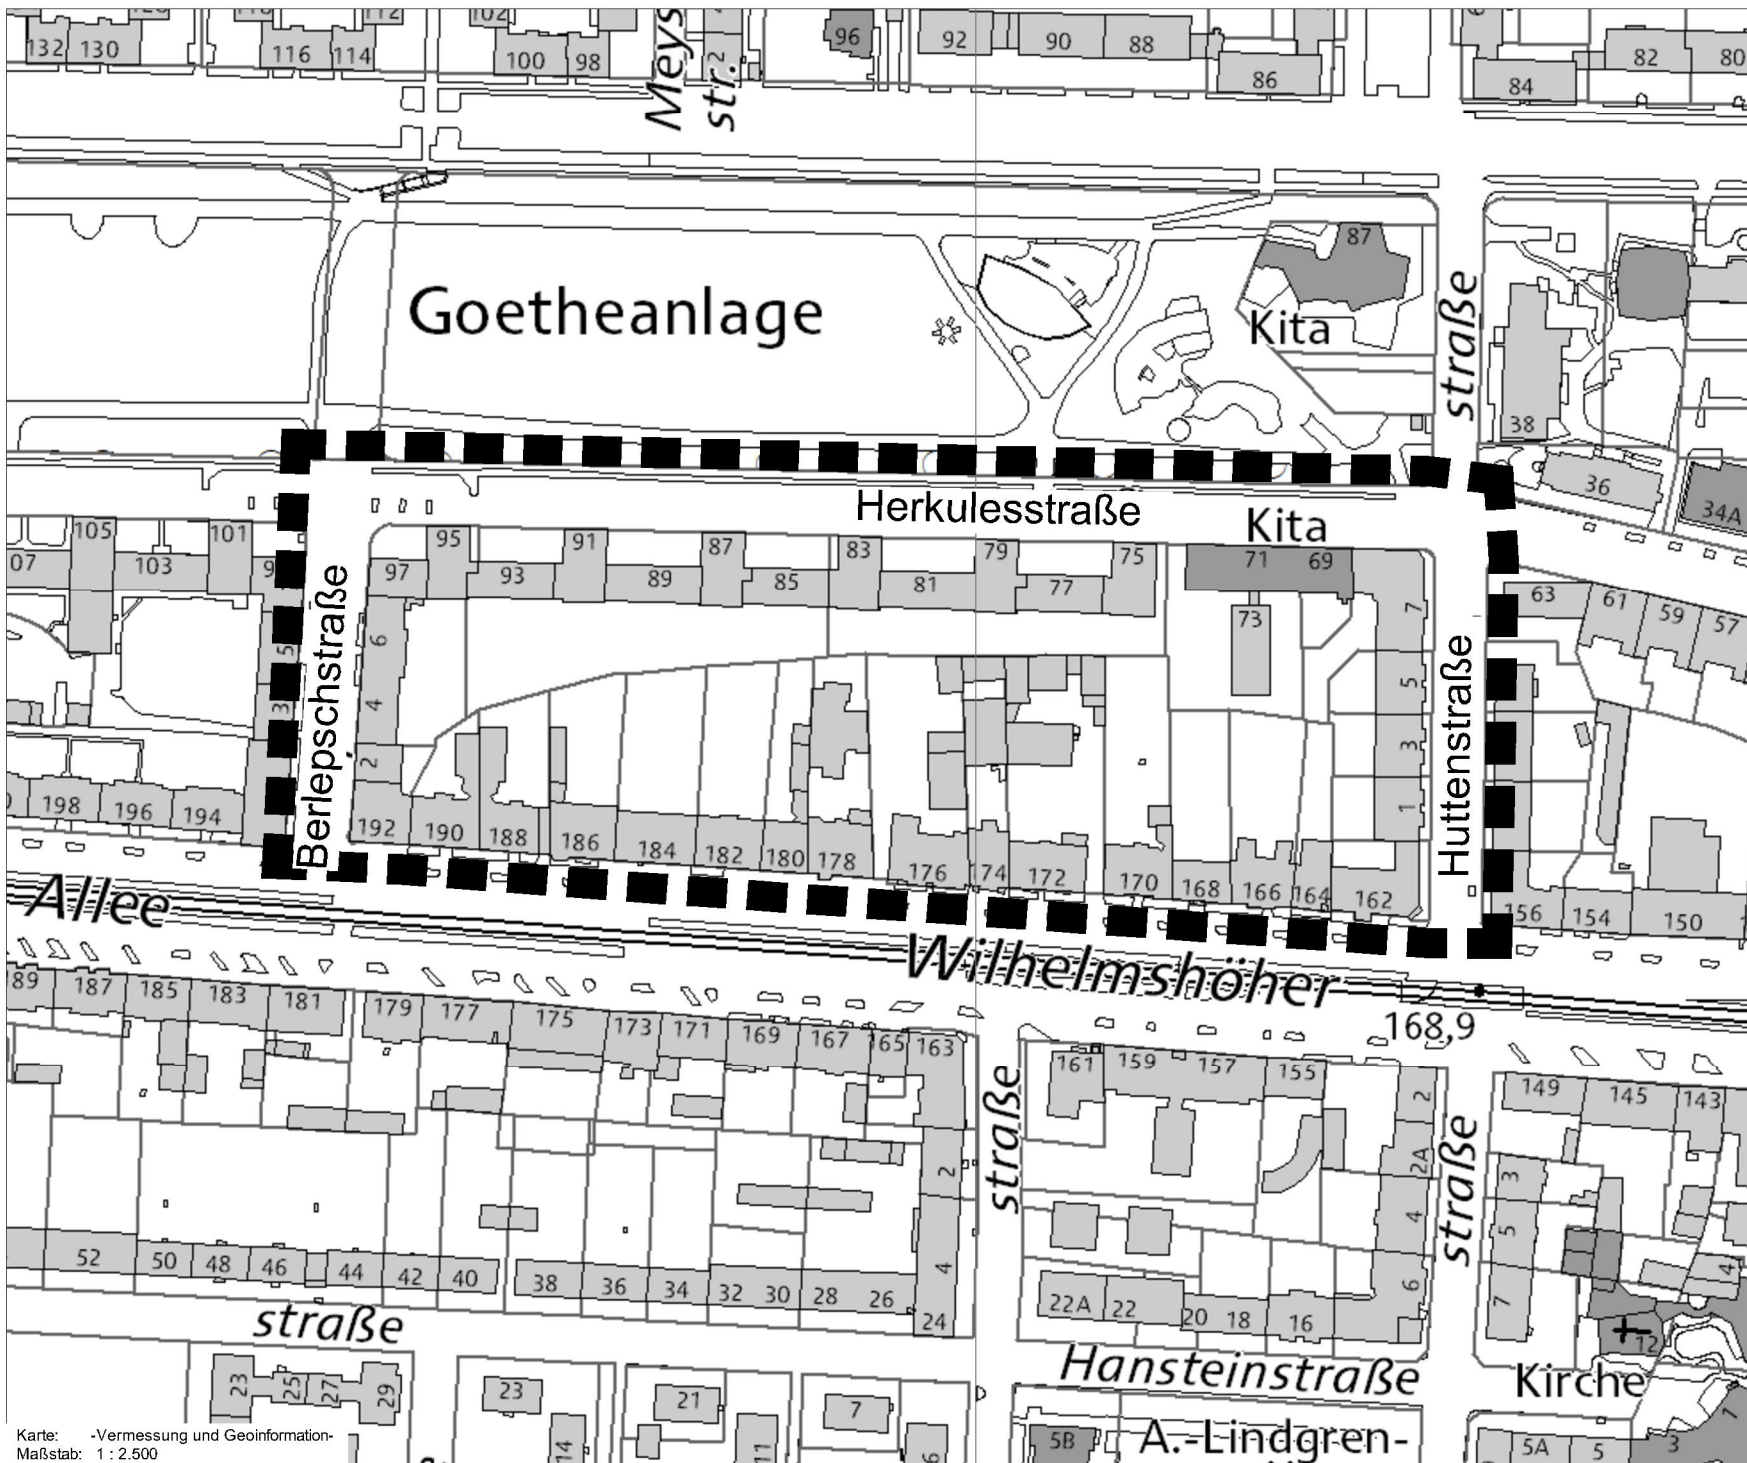 132 130 116 114 102 112 100 98
Meys
str.
2
96
92 90 88 86
84 82 80
87
Kita
Goetheanlage
straße
38
36
34A
Herkulesstraße
Kita
105 101 95 91 87 83 79 75 71 69
07 103 97 93 89 85 81 77 73
63 61 59 57
Berlepschstraße
6
4
2
5
3
7
5
3
1
Huttenstraße
198 196 194 192 190 188 186 184 182 180 178 176 174 172 170 168 166 164 162
156 154 150
Allee
Wilhelmshöher
168,9
89 187 185 183 181 179 177 175 173 171 169 167 165 163
161 159 157 155
149 145 143
straße
straße
2
4
2
2A
4
6
3
5
7
4
12
52 50 48 46 44 42 40 38 36 34 32 30 28 26 24
22A 22 20 18 16
straße
Hansteinstraße
Kirche
23 25 27 29 23 21 7
14 11 6
5B
A.-Lindgren-
5A 5 3 1
Karte: -Vermessung und Geoinformation-
Maßstab: 1 : 2.500